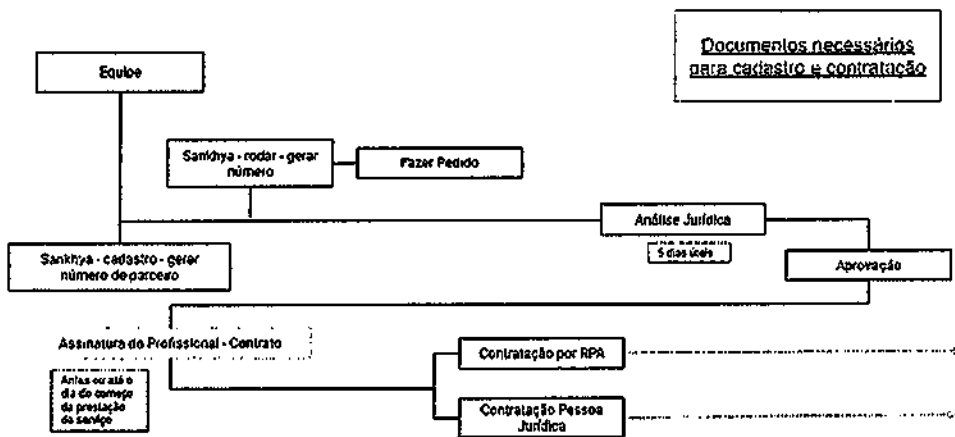 Documentos necessários
para cadastro e contratação
Equipe
Sankhya - rodar - gerar
número
Fazer Pedido
Análise Jurídica
5 dias úteis
Sankhya - cadastro - gerar
número de parceiro
Aprovação
Assinatura do Profissional - Contrato
Antes ou até o
dia do começo
da prestação
do serviço
Contratação por RPA
Contratação Pessoa
Jurídica